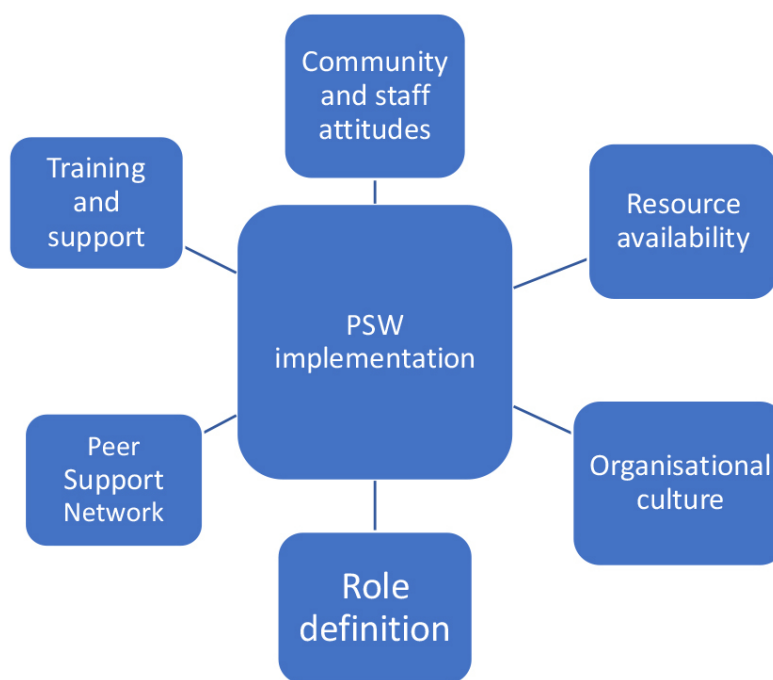 Community
and staff
attitudes
Training
and
support
Resource
availability
PSW
implementation
Peer
Support
Network
Organisational
culture
Role
definition